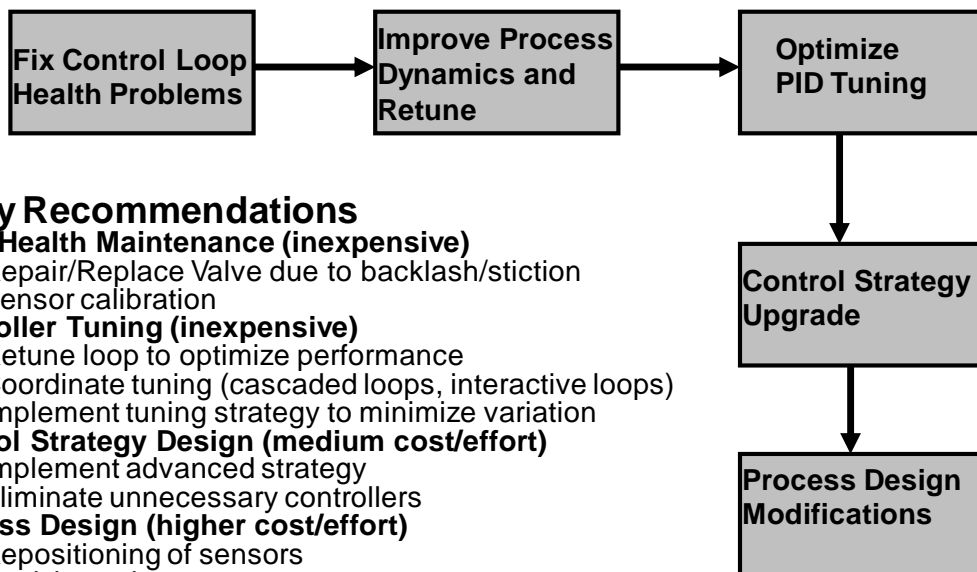 Fix Control Loop
Health Problems
Improve Process
Dynamics and
Retune
Optimize
PID Tuning
y Recommendations
Health Maintenance (inexpensive)
epair/Replace Valve due to backlash/stiction
ensor calibration
oller Tuning (inexpensive)
etune loop to optimize performance
oordinate tuning (cascaded loops, interactive loops)
mplement tuning strategy to minimize variation
ol Strategy Design (medium cost/effort)
mplement advanced strategy
liminate unnecessary controllers
ss Design (higher cost/effort)
epositioning of sensors
Control Strategy
Upgrade
Process Design
Modifications